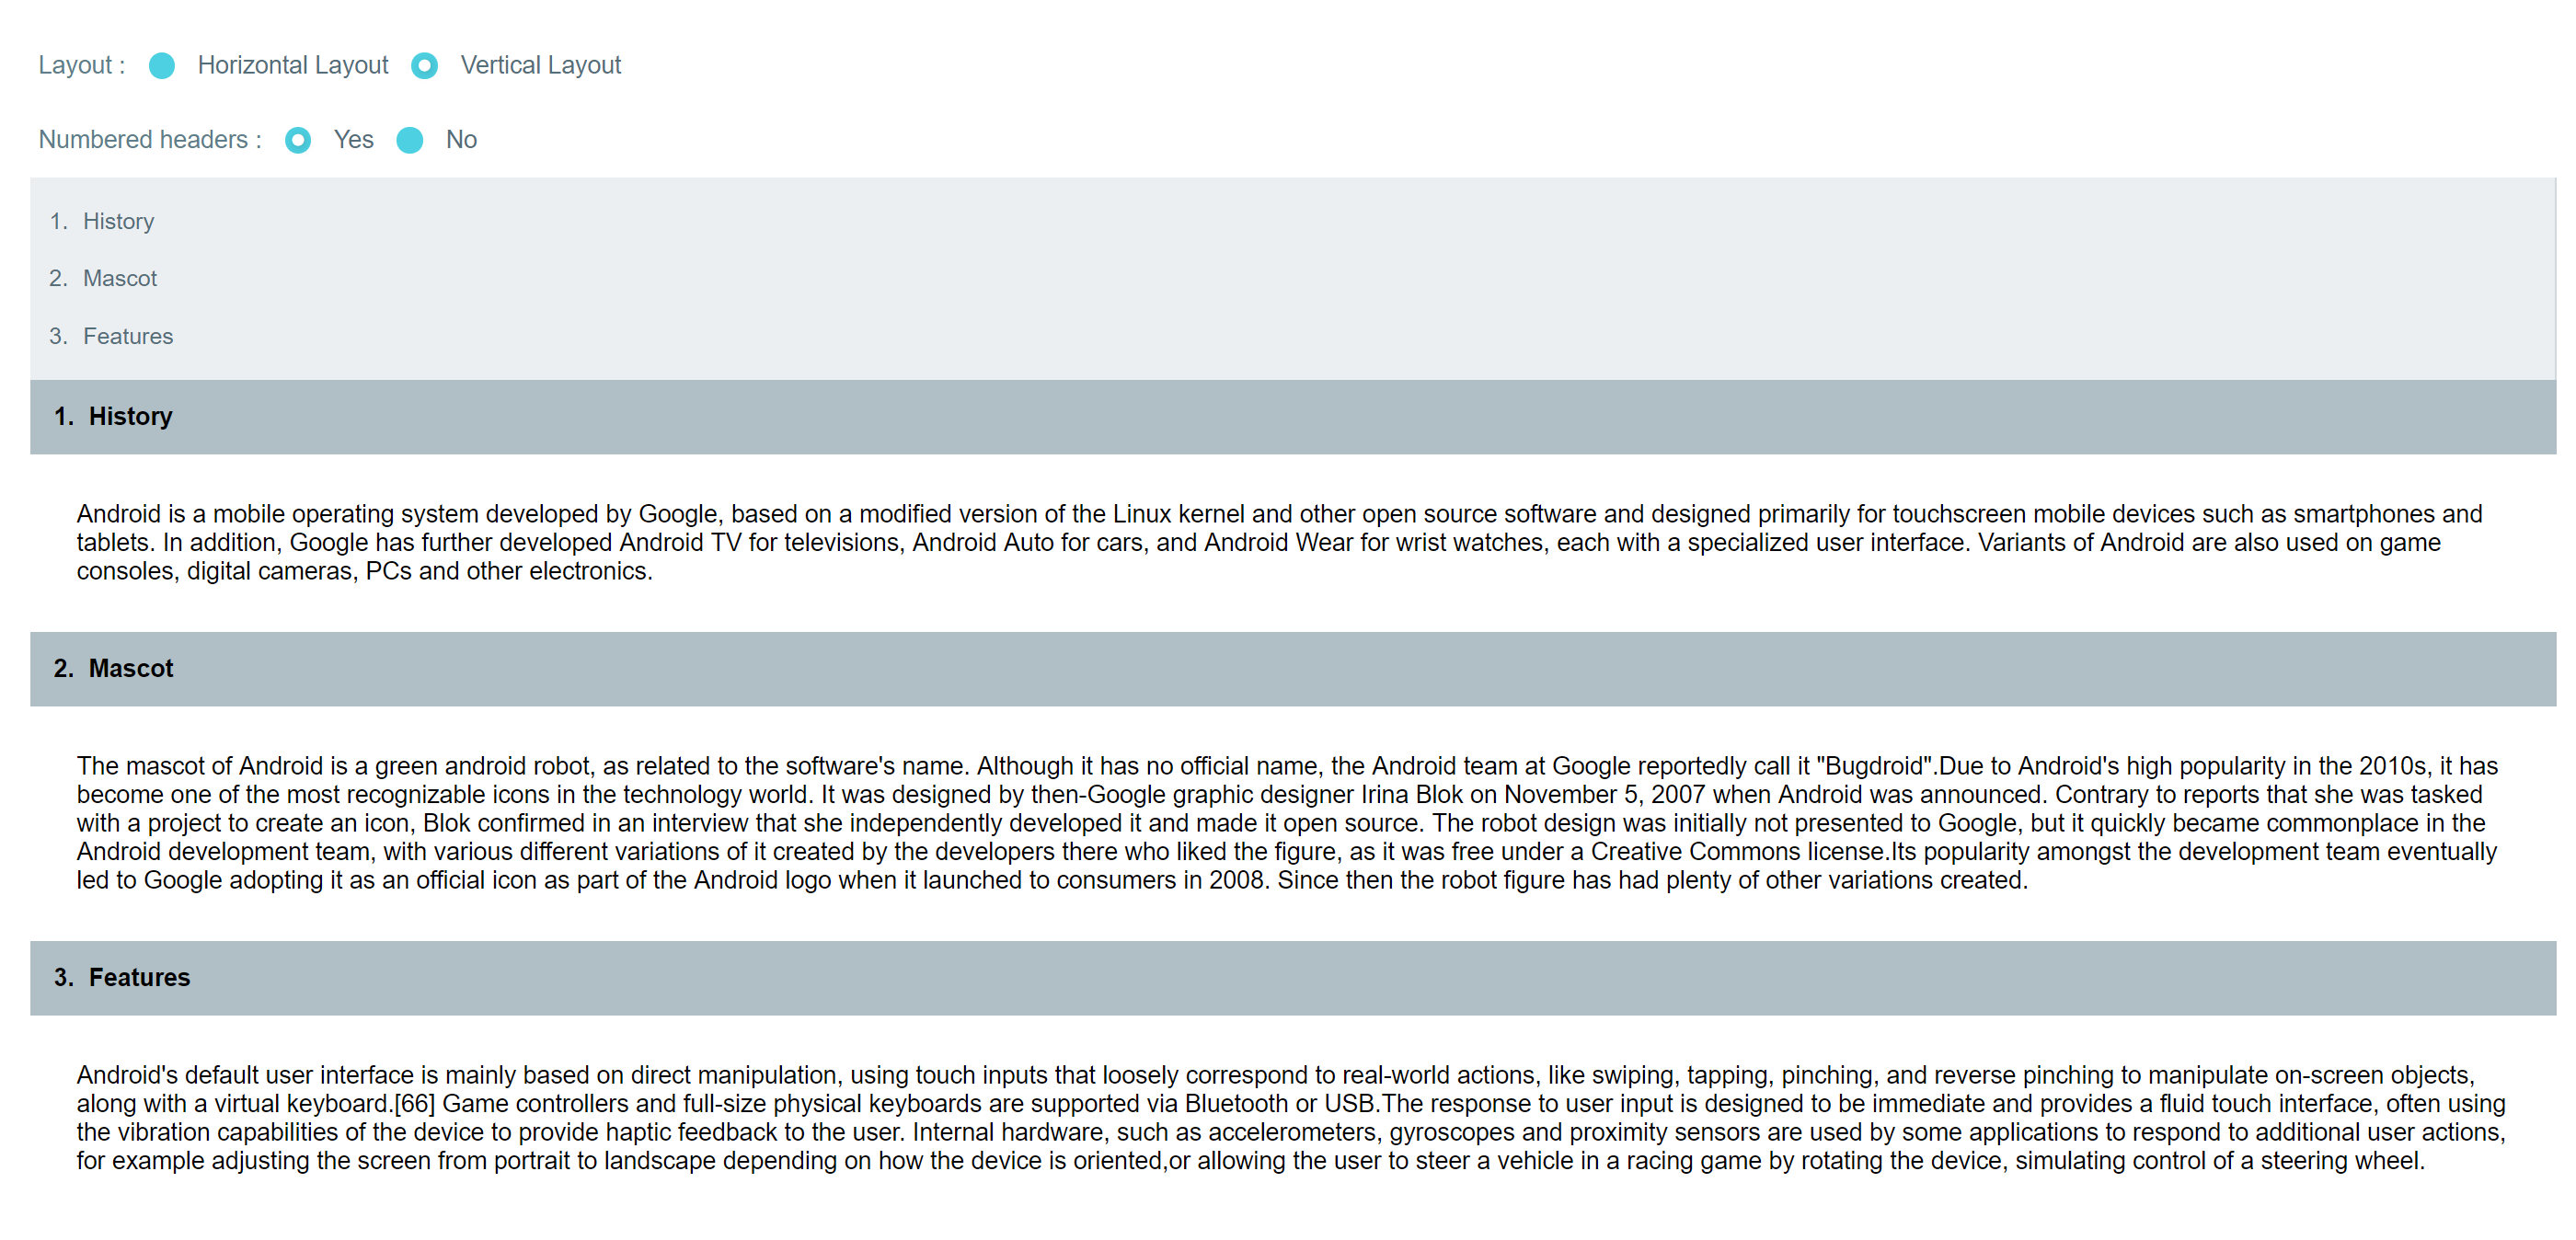 Layout : Horizontal Layout Vertical Layout
Numbered headers : Yes No
1. History
2. Mascot
3. Features
1. History
Android is a mobile operating system developed by Google, based on a modified version of the Linux kernel and other open source software and designed primarily for touchscreen mobile devices such as smartphones and
tablets. In addition, Google has further developed Android TV for televisions, Android Auto for cars, and Android Wear for wrist watches, each with a specialized user interface. Variants of Android are also used on game
consoles, digital cameras, PCs and other electronics.
2. Mascot
The mascot of Android is a green android robot, as related to the software's name. Although it has no official name, the Android team at Google reportedly call it "Bugdroid".Due to Android's high popularity in the 2010s, it has
become one of the most recognizable icons in the technology world. It was designed by then-Google graphic designer Irina Blok on November 5, 2007 when Android was announced. Contrary to reports that she was tasked
with a project to create an icon, Blok confirmed in an interview that she independently developed it and made it open source. The robot design was initially not presented to Google, but it quickly became commonplace in the
Android development team, with various different variations of it created by the developers there who liked the figure, as it was free under a Creative Commons license.Its popularity amongst the development team eventually
led to Google adopting it as an official icon as part of the Android logo when it launched to consumers in 2008. Since then the robot figure has had plenty of other variations created.
3. Features
Android's default user interface is mainly based on direct manipulation, using touch inputs that loosely correspond to real-world actions, like swiping, tapping, pinching, and reverse pinching to manipulate on-screen objects,
along with a virtual keyboard.[66] Game controllers and full-size physical keyboards are supported via Bluetooth or USB.The response to user input is designed to be immediate and provides a fluid touch interface, often using
the vibration capabilities of the device to provide haptic feedback to the user. Internal hardware, such as accelerometers, gyroscopes and proximity sensors are used by some applications to respond to additional user actions,
for example adjusting the screen from portrait to landscape depending on how the device is oriented,or allowing the user to steer a vehicle in a racing game by rotating the device, simulating control of a steering wheel.